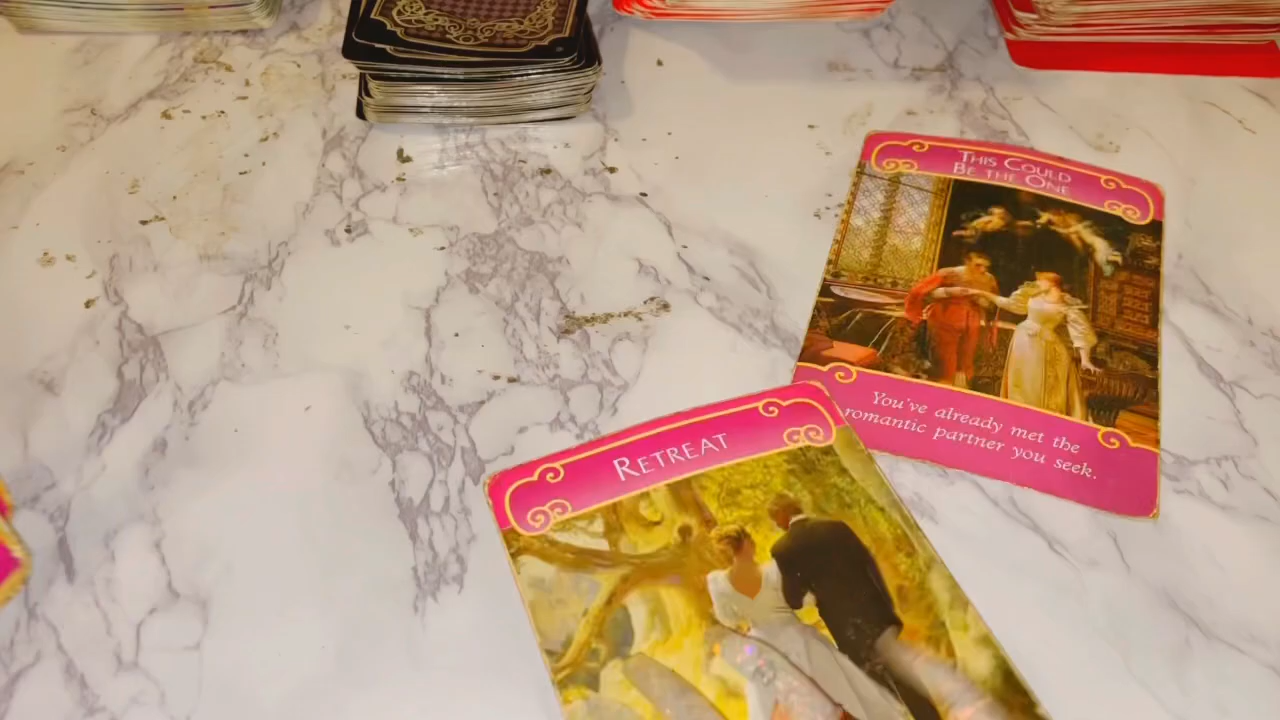 This Could
Be the One
You've already met the
romantic partner you seek.
Retreat